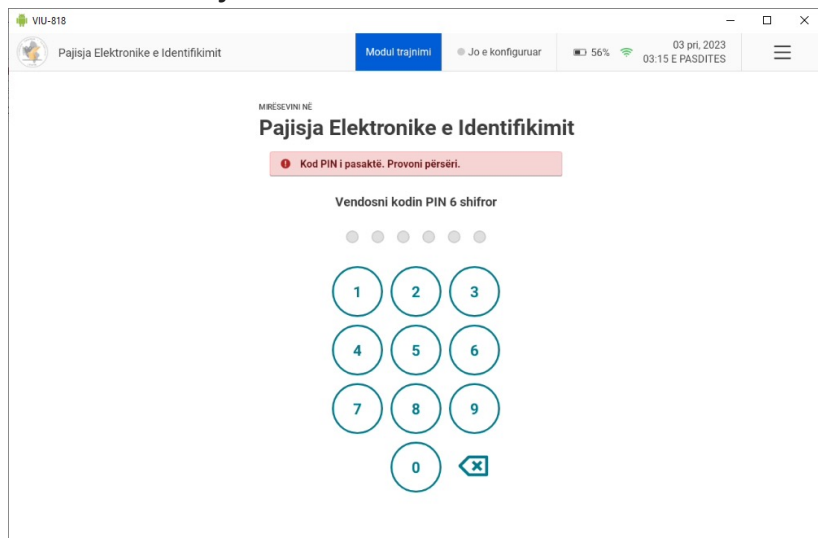 VIU-818
Pajisja Elektronike e Identifikimit
Modul trajnimi
Jo e konfiguruar
56%
03 pri, 2023
03:15 E PASDITES
MIRËSEVINI NË
Pajisja Elektronike e Identifikimit
Kod PIN i pasaktë. Provoni përsëri.
Vendosni kodin PIN 6 shifror
1 2 3
4 5 6
7 8 9
0